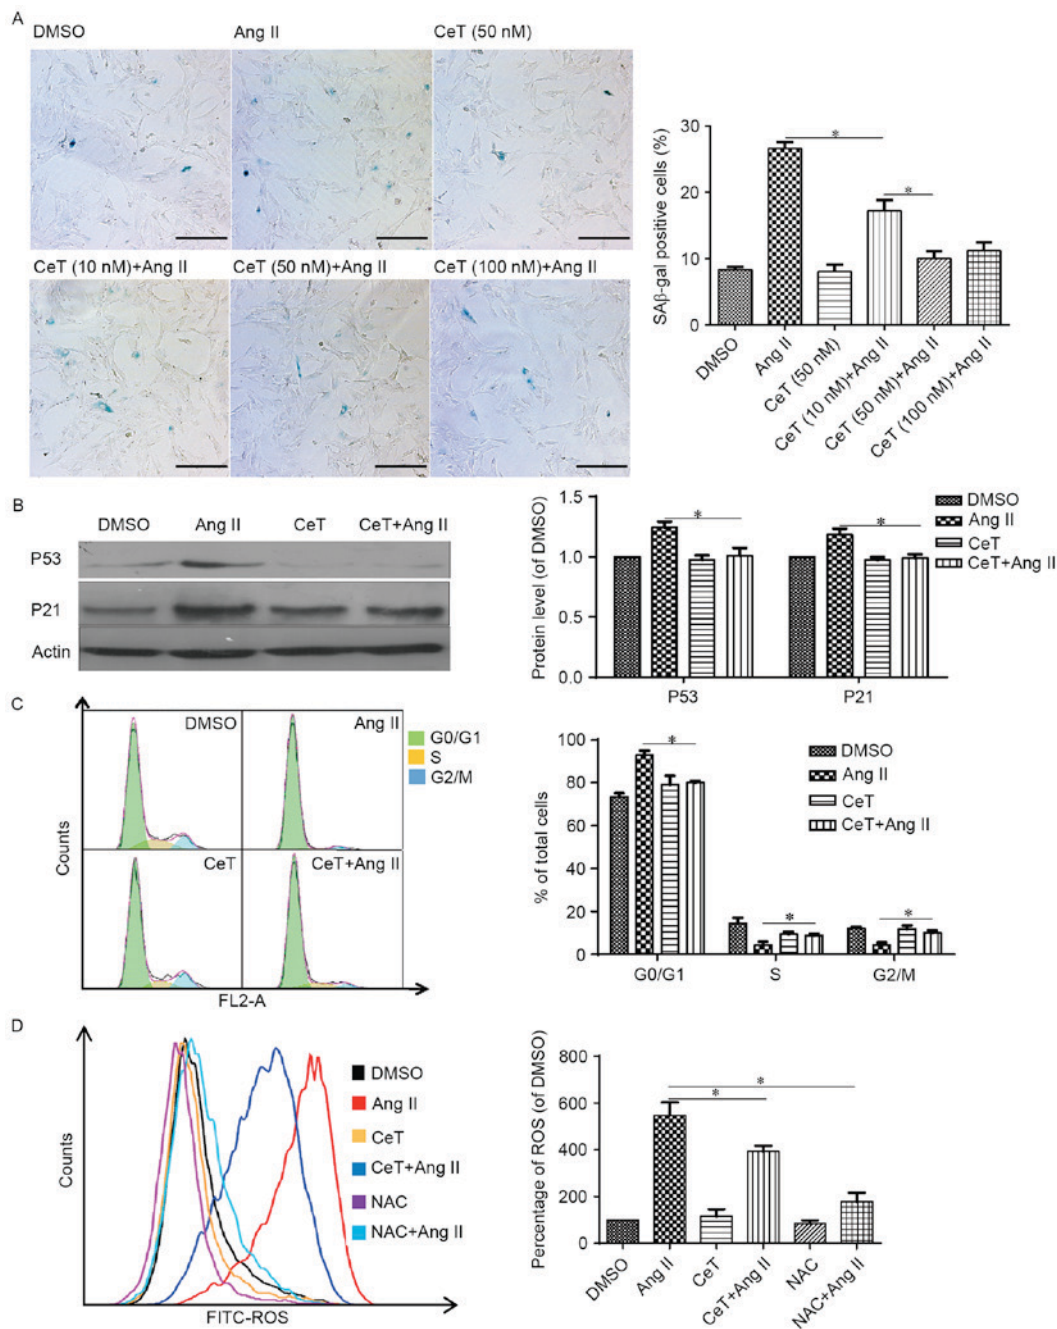 A
DMSO
Ang II
CeT (50 nM)
CeT (10 nM)+Ang II
CeT (50 nM)+Ang II
CeT (100 nM)+Ang II
SAβ-gal positive cells (%)
30
20
10
0
DMSO
Ang II
CeT (50 nM)
CeT (10 nM)+Ang II
CeT (50 nM)+Ang II
CeT (100 nM)+Ang II
*
*
B
DMSO
Ang II
CeT
CeT+Ang II
P53
P21
Actin
Protein level (of DMSO)
1.5
1.0
0.5
0.0
*
*
P53
P21
DMSO
Ang II
CeT
CeT+Ang II
C
Counts
DMSO
Ang II
CeT
CeT+Ang II
FL2-A
G0/G1
S
G2/M
% of total cells
100
80
60
40
20
0
*
*
*
G0/G1
S
G2/M
DMSO
Ang II
CeT
CeT+Ang II
D
Counts
FITC-ROS
DMSO
Ang II
CeT
CeT+Ang II
NAC
NAC+Ang II
Percentage of ROS (of DMSO)
800
600
400
200
0
*
*
DMSO
Ang II
CeT
CeT+Ang II
NAC
NAC+Ang II